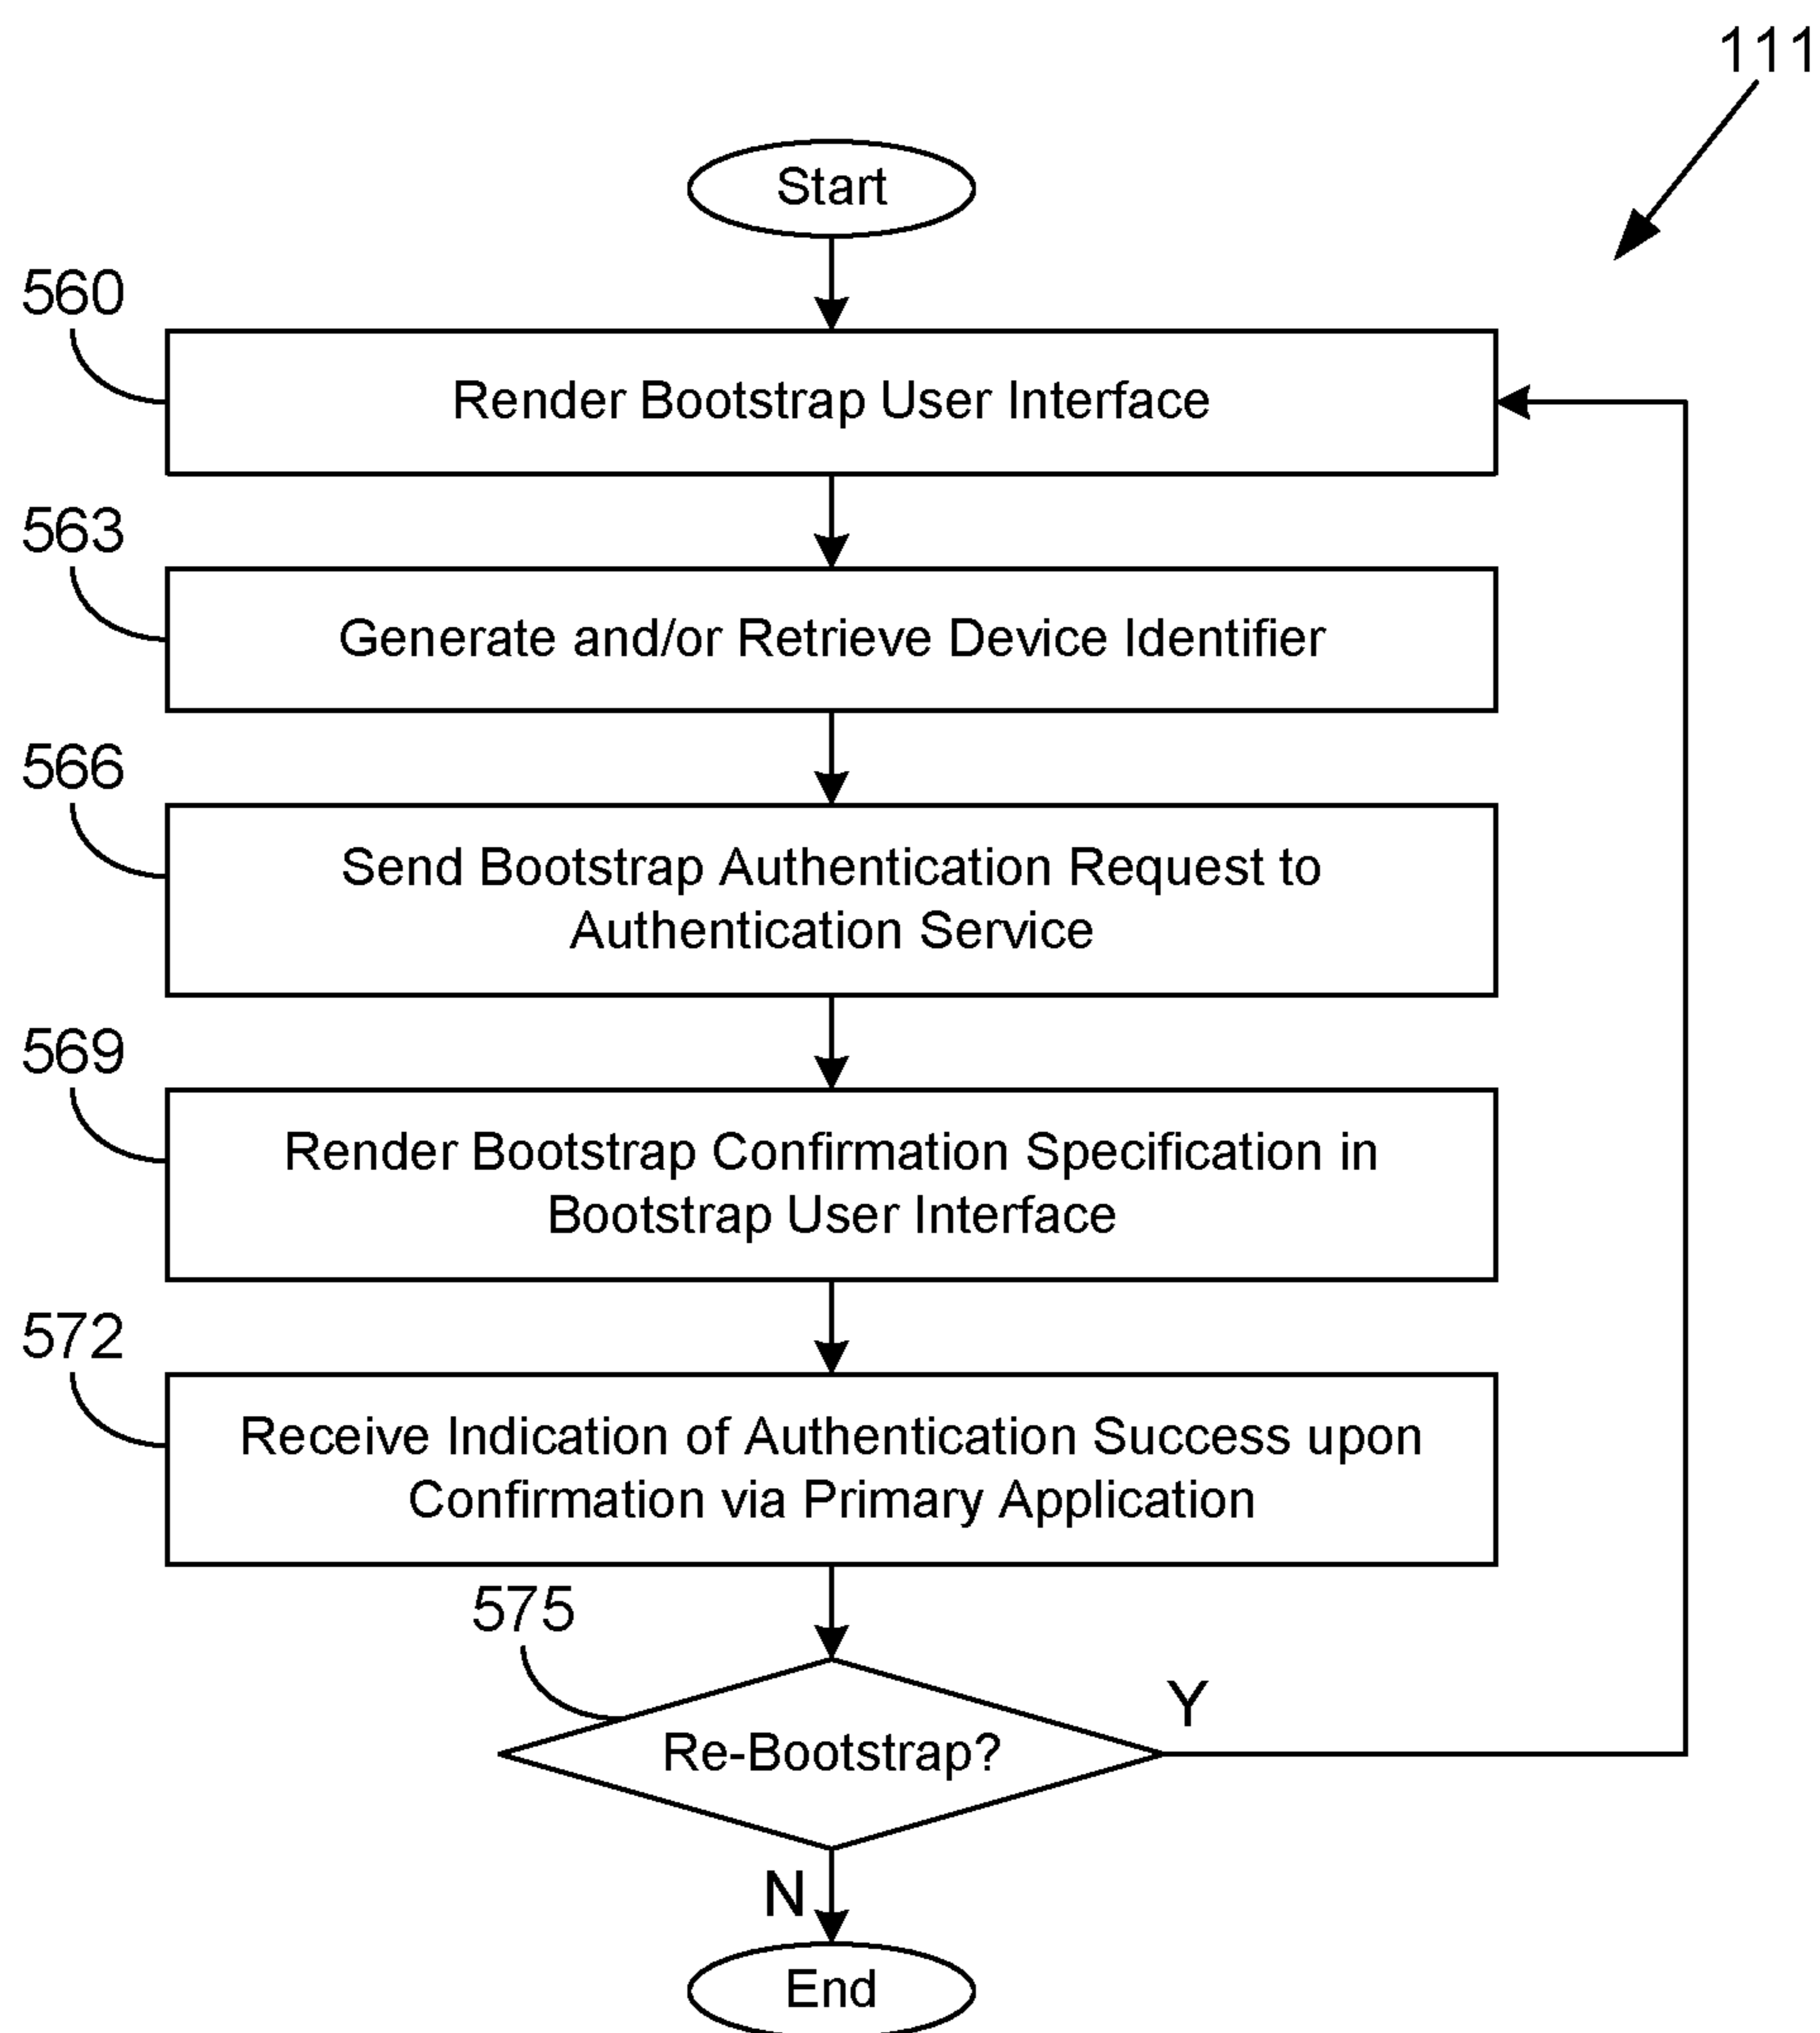 111
Start
560
Render Bootstrap User Interface
563
Generate and/or Retrieve Device Identifier
566
Send Bootstrap Authentication Request to
Authentication Service
569
Render Bootstrap Confirmation Specification in
Bootstrap User Interface
572
Receive Indication of Authentication Success upon
Confirmation via Primary Application
575
Y
Re-Bootstrap?
N
End